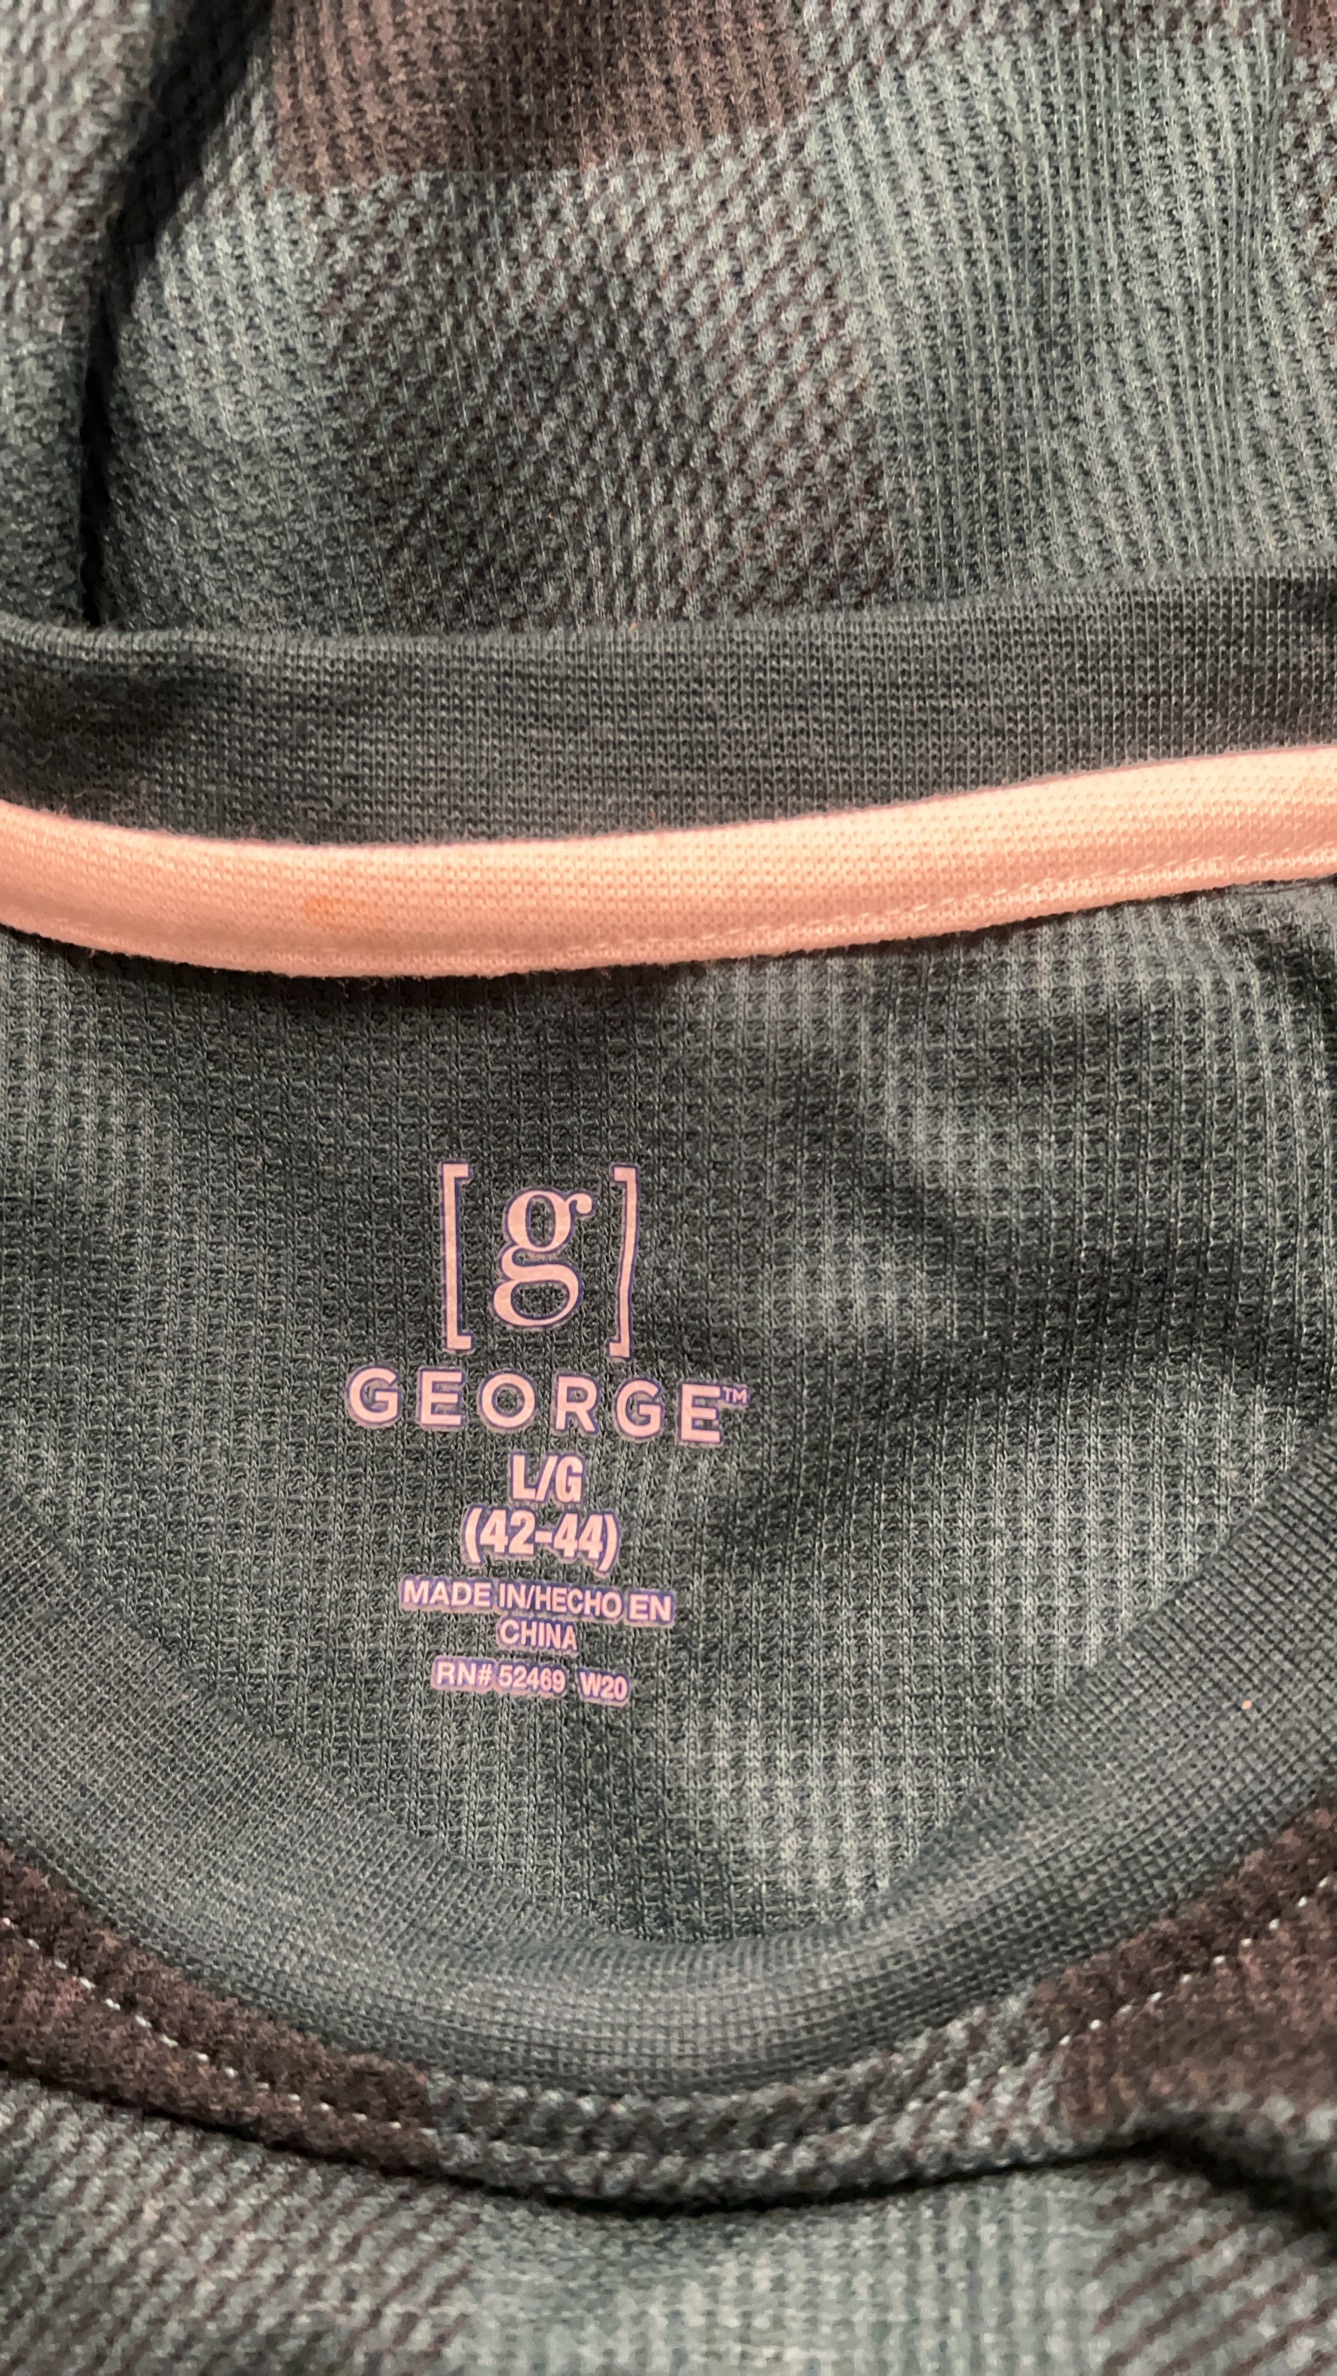 [g]
GEORGE™
L/G
(42-44)
MADE IN/HECHO EN
CHINA
RN# 52469 W20